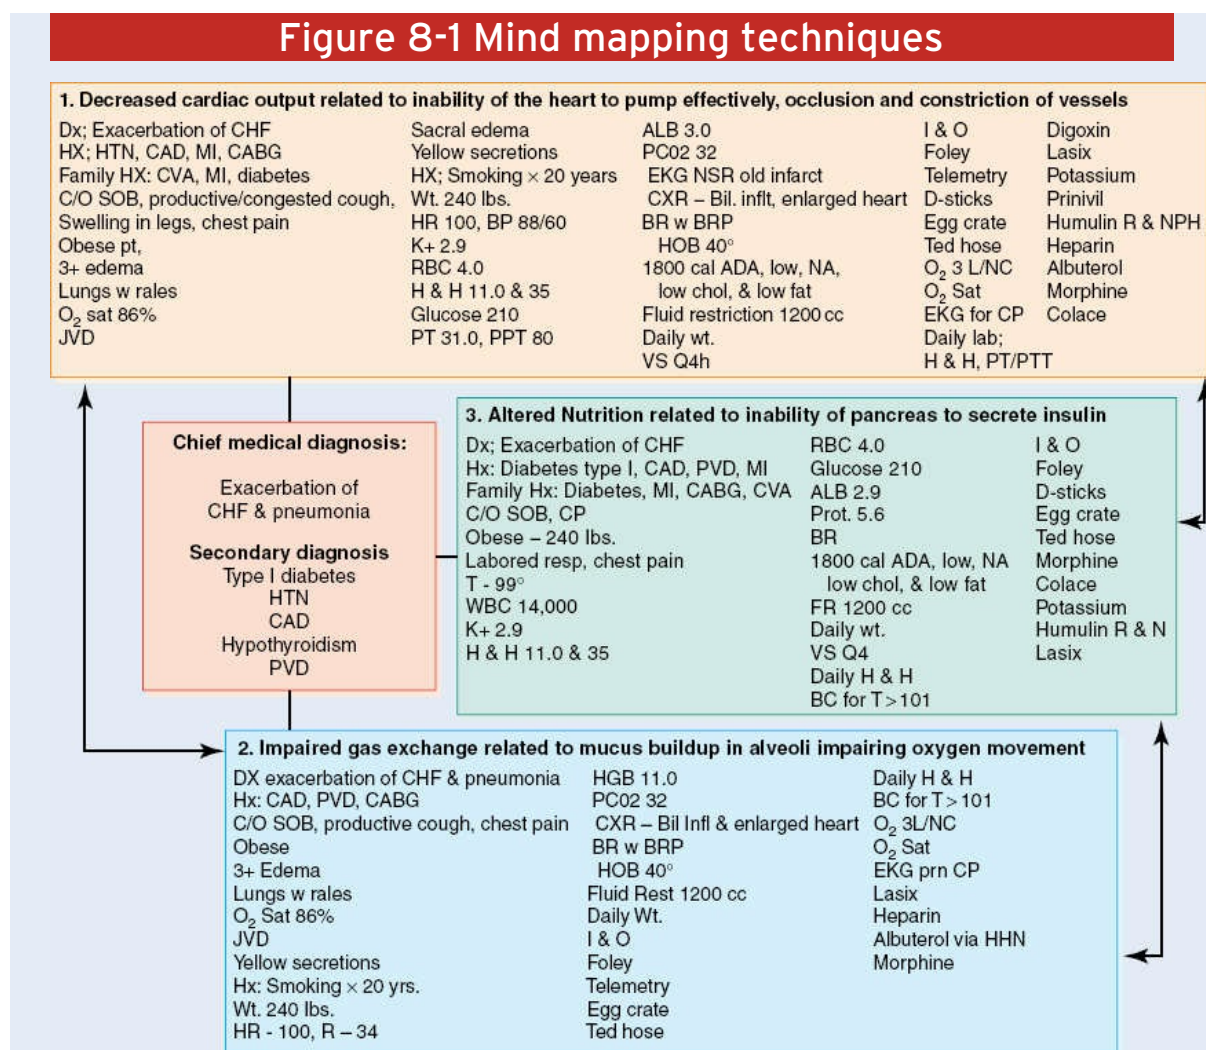 Figure 8-1 Mind mapping techniques
1. Decreased cardiac output related to inability of the heart to pump effectively, occlusion and constriction of vessels
Dx; Exacerbation of CHF
HX; HTN, CAD, MI, CABG
Family HX: CVA, MI, diabetes
C/O SOB, productive/congested cough,
Swelling in legs, chest pain
Obese pt,
3+ edema
Lungs w rales
O₂ sat 86%
JVD
Sacral edema
Yellow secretions
HX; Smoking × 20 years
Wt. 240 lbs.
HR 100, BP 88/60
K+ 2.9
RBC 4.0
H & H 11.0 & 35
Glucose 210
PT 31.0, PPT 80
ALB 3.0
PC02 32
EKG NSR old infarct
CXR – Bil. inflt, enlarged heart
BR w BRP
HOB 40°
1800 cal ADA, low, NA,
low chol, & low fat
Fluid restriction 1200 cc
Daily wt.
VS Q4h
I & O
Foley
Telemetry
D-sticks
Egg crate
Ted hose
O₂ 3 L/NC
O₂ Sat
EKG for CP
Daily lab;
H & H, PT/PTT
Digoxin
Lasix
Potassium
Prinivil
Humulin R & NPH
Heparin
Albuterol
Morphine
Colace
Chief medical diagnosis:
Exacerbation of
CHF & pneumonia
Secondary diagnosis
Type I diabetes
HTN
CAD
Hypothyroidism
PVD
3. Altered Nutrition related to inability of pancreas to secrete insulin
Dx; Exacerbation of CHF
Hx: Diabetes type I, CAD, PVD, MI
Family Hx: Diabetes, MI, CABG, CVA
C/O SOB, CP
Obese – 240 lbs.
Labored resp, chest pain
T - 99°
WBC 14,000
K+ 2.9
H & H 11.0 & 35
RBC 4.0
Glucose 210
ALB 2.9
Prot. 5.6
BR
1800 cal ADA, low, NA
low chol, & low fat
FR 1200 cc
Daily wt.
VS Q4
Daily H & H
BC for T > 101
I & O
Foley
D-sticks
Egg crate
Ted hose
Morphine
Colace
Potassium
Humulin R & N
Lasix
2. Impaired gas exchange related to mucus buildup in alveoli impairing oxygen movement
DX exacerbation of CHF & pneumonia
Hx: CAD, PVD, CABG
C/O SOB, productive cough, chest pain
Obese
3+ Edema
Lungs w rales
O₂ Sat 86%
JVD
Yellow secretions
Hx: Smoking × 20 yrs.
Wt. 240 lbs.
HR - 100, R – 34
HGB 11.0
PC02 32
CXR – Bil Infl & enlarged heart
BR w BRP
HOB 40°
Fluid Rest 1200 cc
Daily Wt.
I & O
Foley
Telemetry
Egg crate
Ted hose
Daily H & H
BC for T > 101
O₂ 3L/NC
O₂ Sat
EKG prn CP
Lasix
Heparin
Albuterol via HHN
Morphine